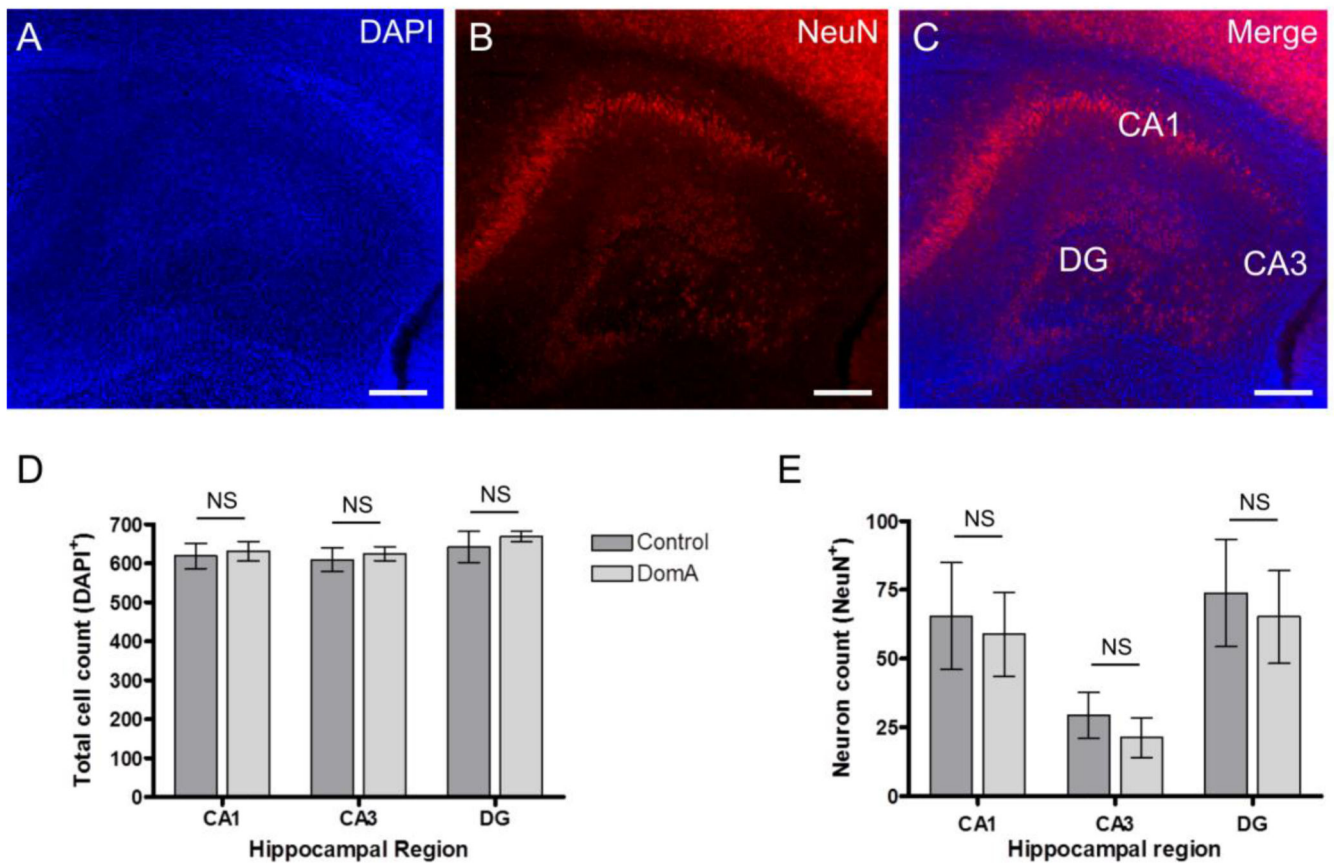 A
DAPI
B
NeuN
C
Merge
CA1
DG
CA3
D
NS
NS
NS
700
600
500
400
300
200
100
0
Total cell count (DAPI⁺)
CA1
CA3
DG
Hippocampal Region
Control
DomA
E
NS
NS
NS
100
75
50
25
0
Neuron count (NeuN⁺)
CA1
CA3
DG
Hippocampal region